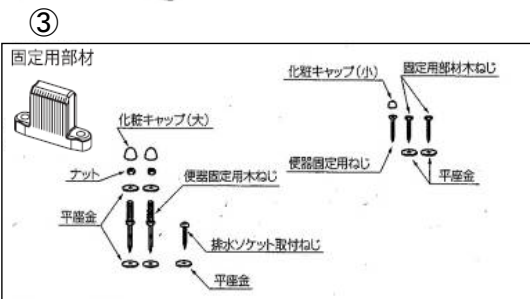 ③
固定用部材
化粧キャップ(小)
固定用部材木ねじ
化粧キャップ(大)
ナット
便器固定用木ねじ
便器固定用ねじ
平座金
平座金
排水ソケット取付ねじ
平座金